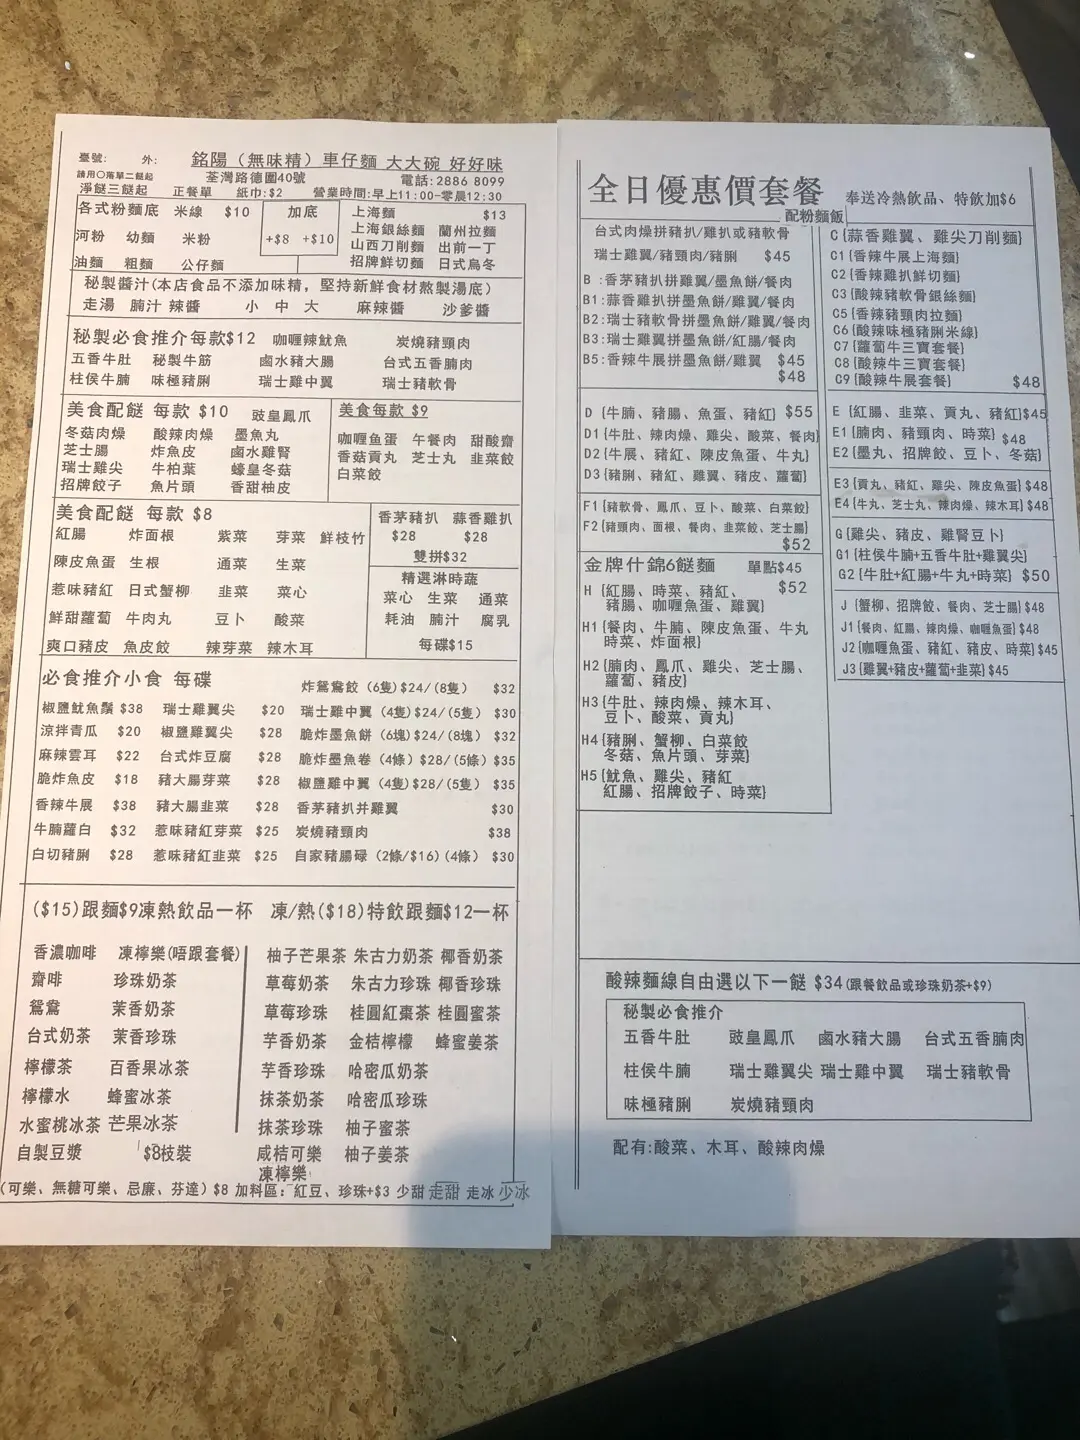 臺號:　外:　銘陽（無味精）車仔麵 大大碗 好好味
請用○落單二餸起　荃灣路德圍40號　電話:2886 8099
淨餸三餸起　正餐單　紙巾:$2　營業時間:早上11:00-零晨12:30
各式粉麵底　米線　$10
河粉　幼麵　米粉
油麵　粗麵　公仔麵
加底
+$8　+$10
上海麵　$13
上海銀絲麵　蘭州拉麵
山西刀削麵　出前一丁
招牌鮮切麵　日式烏冬
秘製醬汁(本店食品不添加味精，堅持新鮮食材熬製湯底)
走湯　腩汁　辣醬　小　中　大　麻辣醬　沙爹醬
秘製必食推介每款$12　咖喱辣魷魚　炭燒豬頸肉
五香牛肚　秘製牛筋　鹵水豬大腸　台式五香腩肉
柱侯牛腩　味極豬脷　瑞士雞中翼　瑞士豬軟骨
美食配餸 每款 $10　豉皇鳳爪
冬菇肉燥　酸辣肉燥　墨魚丸
芝士腸　炸魚皮　鹵水雞腎
瑞士雞尖　牛柏葉　蠔皇冬菇
招牌餃子　魚片頭　香甜柚皮
美食每款 $9
咖喱魚蛋　午餐肉　甜酸齋
香菇貢丸　芝士丸　韭菜餃
白菜餃
美食配餸 每款 $8
紅腸　炸面根　紫菜　芽菜　鮮枝竹
陳皮魚蛋　生根　通菜　生菜
惹味豬紅　日式蟹柳　韭菜　菜心
鮮甜蘿蔔　牛肉丸　豆卜　酸菜
爽口豬皮　魚皮餃　辣芽菜　辣木耳
香茅豬扒　蒜香雞扒
$28　$28
雙拼$32
精選淋時蔬
菜心　生菜　通菜
蚝油　腩汁　腐乳
每碟$15
必食推介小食 每碟　炸鴛鴦餃（6隻）$24/(8隻）　$32
椒鹽魷魚鬚 $38　瑞士雞翼尖　$20　瑞士雞中翼（4隻)$24/(5隻）　$30
涼拌青瓜　$20　椒鹽雞翼尖　$28　脆炸墨魚餅（6塊)$24/(8塊）　$32
麻辣雲耳　$22　台式炸豆腐　$28　脆炸墨魚卷（4條）$28/(5條）$35
脆炸魚皮　$18　豬大腸芽菜　$28　椒鹽雞中翼（4隻)$28/(5隻）　$35
香辣牛展　$38　豬大腸韭菜　$28　香茅豬扒并雞翼　$30
牛腩蘿白　$32　惹味豬紅芽菜　$25　炭燒豬頸肉　$38
白切豬脷　$28　惹味豬紅韭菜　$25　自家豬腸碌（2條/$16)(4條）　$30
($15)跟麵$9凍熱飲品一杯　凍/熱($18)特飲跟麵$12一杯
香濃咖啡　凍檸樂(唔跟套餐)
齋啡　珍珠奶茶
鴛鴦　茉香奶茶
台式奶茶　茉香珍珠
檸檬茶　百香果冰茶
檸檬水　蜂蜜冰茶
水蜜桃冰茶　芒果冰茶
自製豆漿　$8枝裝
柚子芒果茶　朱古力奶茶　椰香奶茶
草莓奶茶　朱古力珍珠　椰香珍珠
草莓珍珠　桂圓紅棗茶　桂圓蜜茶
芋香奶茶　金桔檸檬　蜂蜜姜茶
芋香珍珠　哈密瓜奶茶
抹茶奶茶　哈密瓜珍珠
抹茶珍珠　柚子蜜茶
咸桔可樂　柚子姜茶
凍檸樂
(可樂、無糖可樂、忌廉、芬達) $8 加料區: 紅豆、珍珠+$3 少甜 走甜 走冰 少冰
全日優惠價套餐　奉送冷熱飲品、特飲加$6
配粉麵飯
台式肉燥拼豬扒/雞扒或豬軟骨
瑞士雞翼/豬頸肉/豬脷　$45
B :香茅豬扒拼雞翼/墨魚餅/餐肉
B1:蒜香雞扒拼墨魚餅/雞翼/餐肉
B2:瑞士豬軟骨拼墨魚餅/雞翼/餐肉
B3:瑞士雞翼拼墨魚餅/紅腸/餐肉
B5:香辣牛展拼墨魚餅/雞翼　$45
$48
C {蒜香雞翼、雞尖刀削麵}
C1 {香辣牛展上海麵}
C2 {香辣雞扒鮮切麵}
C3 {酸辣豬軟骨銀絲麵}
C5 {香辣豬頸肉拉麵}
C6 {酸辣味極豬脷米線}
C7 {蘿蔔牛三寶套餐}
C8 {酸辣牛三寶套餐}
C9 {酸辣牛展套餐}　$48
D {牛腩、豬腸、魚蛋、豬紅} $55
D1{牛肚、辣肉燥、雞尖、酸菜、餐肉}
D2{牛展、豬紅、陳皮魚蛋、牛丸}
D3{豬脷、豬紅、雞翼、豬皮、蘿蔔}
E {紅腸、韭菜、貢丸、豬紅}$45
E1{腩肉、豬頸肉、時菜} $48
E2{墨丸、招牌餃、豆卜、冬菇}
E3 {貢丸、豬紅、雞尖、陳皮魚蛋} $48
E4{牛丸、芝士丸、辣肉燥、辣木耳} $48
F1{豬軟骨、鳳爪、豆卜、酸菜、白菜餃}
F2{豬頸肉、面根、餐肉、韭菜餃、芝士腸}
$52
G {雞尖、豬皮、雞腎豆卜}
G1{柱侯牛腩+五香牛肚+雞翼尖}
G2{牛肚+紅腸+牛丸+時菜} $50
金牌什錦6餸麵　單點$45
H {紅腸、時菜、豬紅、　$52
豬腸、咖喱魚蛋、雞翼}
H1{餐肉、牛腩、陳皮魚蛋、牛丸
時菜、炸面根}
H2{腩肉、鳳爪、雞尖、芝士腸、
蘿蔔、豬皮}
H3{牛肚、辣肉燥、辣木耳、
豆卜、酸菜、貢丸}
H4{豬脷、蟹柳、白菜餃
冬菇、魚片頭、芽菜}
H5{魷魚、雞尖、豬紅
紅腸、招牌餃子、時菜}
J {蟹柳、招牌餃、餐肉、芝士腸}$48
J1{餐肉、紅腸、辣肉燥、咖喱魚蛋}$48
J2{咖喱魚蛋、豬紅、豬皮、時菜}$45
J3{雞翼+豬皮+蘿蔔+韭菜}$45
酸辣麵線自由選以下一餸 $34(跟餐飲品或珍珠奶茶+$9)
秘製必食推介
五香牛肚　豉皇鳳爪　鹵水豬大腸　台式五香腩肉
柱侯牛腩　瑞士雞翼尖　瑞士雞中翼　瑞士豬軟骨
味極豬脷　炭燒豬頸肉
配有:酸菜、木耳、酸辣肉燥